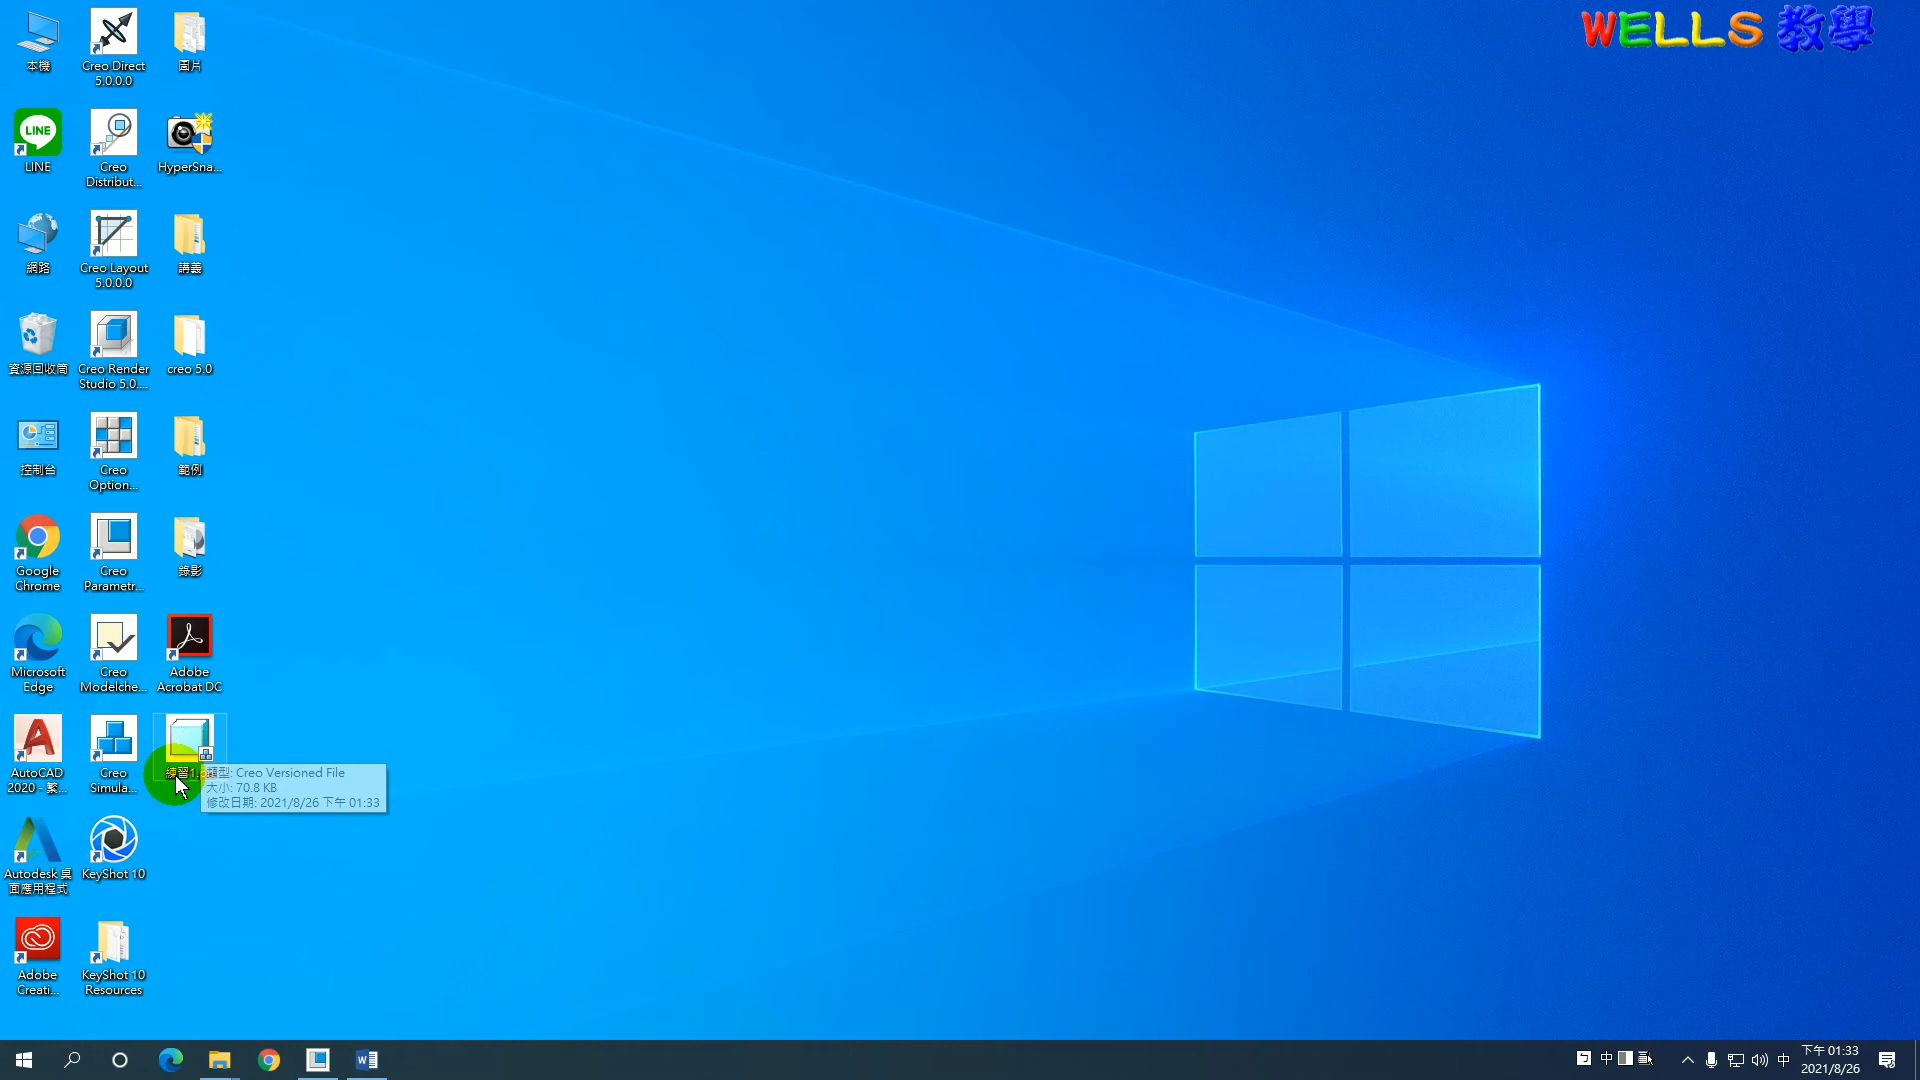 WELLS 教學
本機
Creo Direct
5.0.0.0
圖片
LINE
LINE
Creo
Distribut...
HyperSna...
網路
Creo Layout
5.0.0.0
講義
資源回收筒
Creo Render
Studio 5.0....
creo 5.0
控制台
Creo
Option...
範例
Google
Chrome
Creo
Parametr...
錄影
Microsoft
Edge
Creo
Modelche...
Adobe
Acrobat DC
AutoCAD
2020 - 繁...
Creo
Simula...
練習1.
類型: Creo Versioned File
大小: 70.8 KB
修改日期: 2021/8/26 下午 01:33
Autodesk 桌
面應用程式
KeyShot 10
Adobe
Creati...
KeyShot 10
Resources
中
中
下午 01:33
2021/8/26